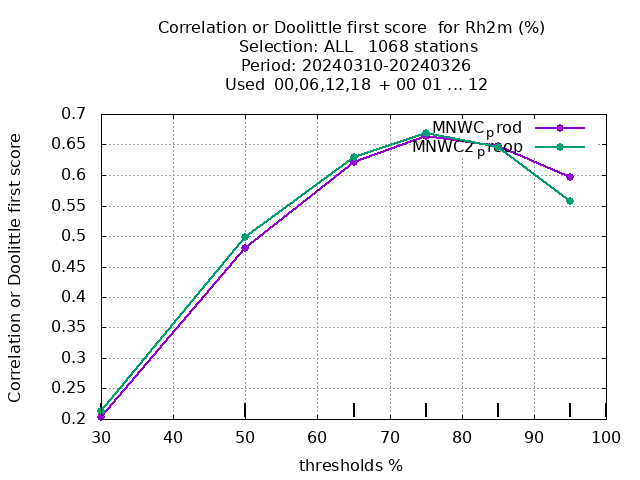 Correlation or Doolittle first score  for Rh2m (%)
Selection: ALL   1068 stations
Period: 20240310-20240326
Used  00,06,12,18  + 00 01 ... 12
Correlation or Doolittle first score
0.7
0.65
0.6
0.55
0.5
0.45
0.4
0.35
0.3
0.25
0.2
MNWCprod
MNWC2preop
30 40 50 60 70 80 90 100
thresholds %